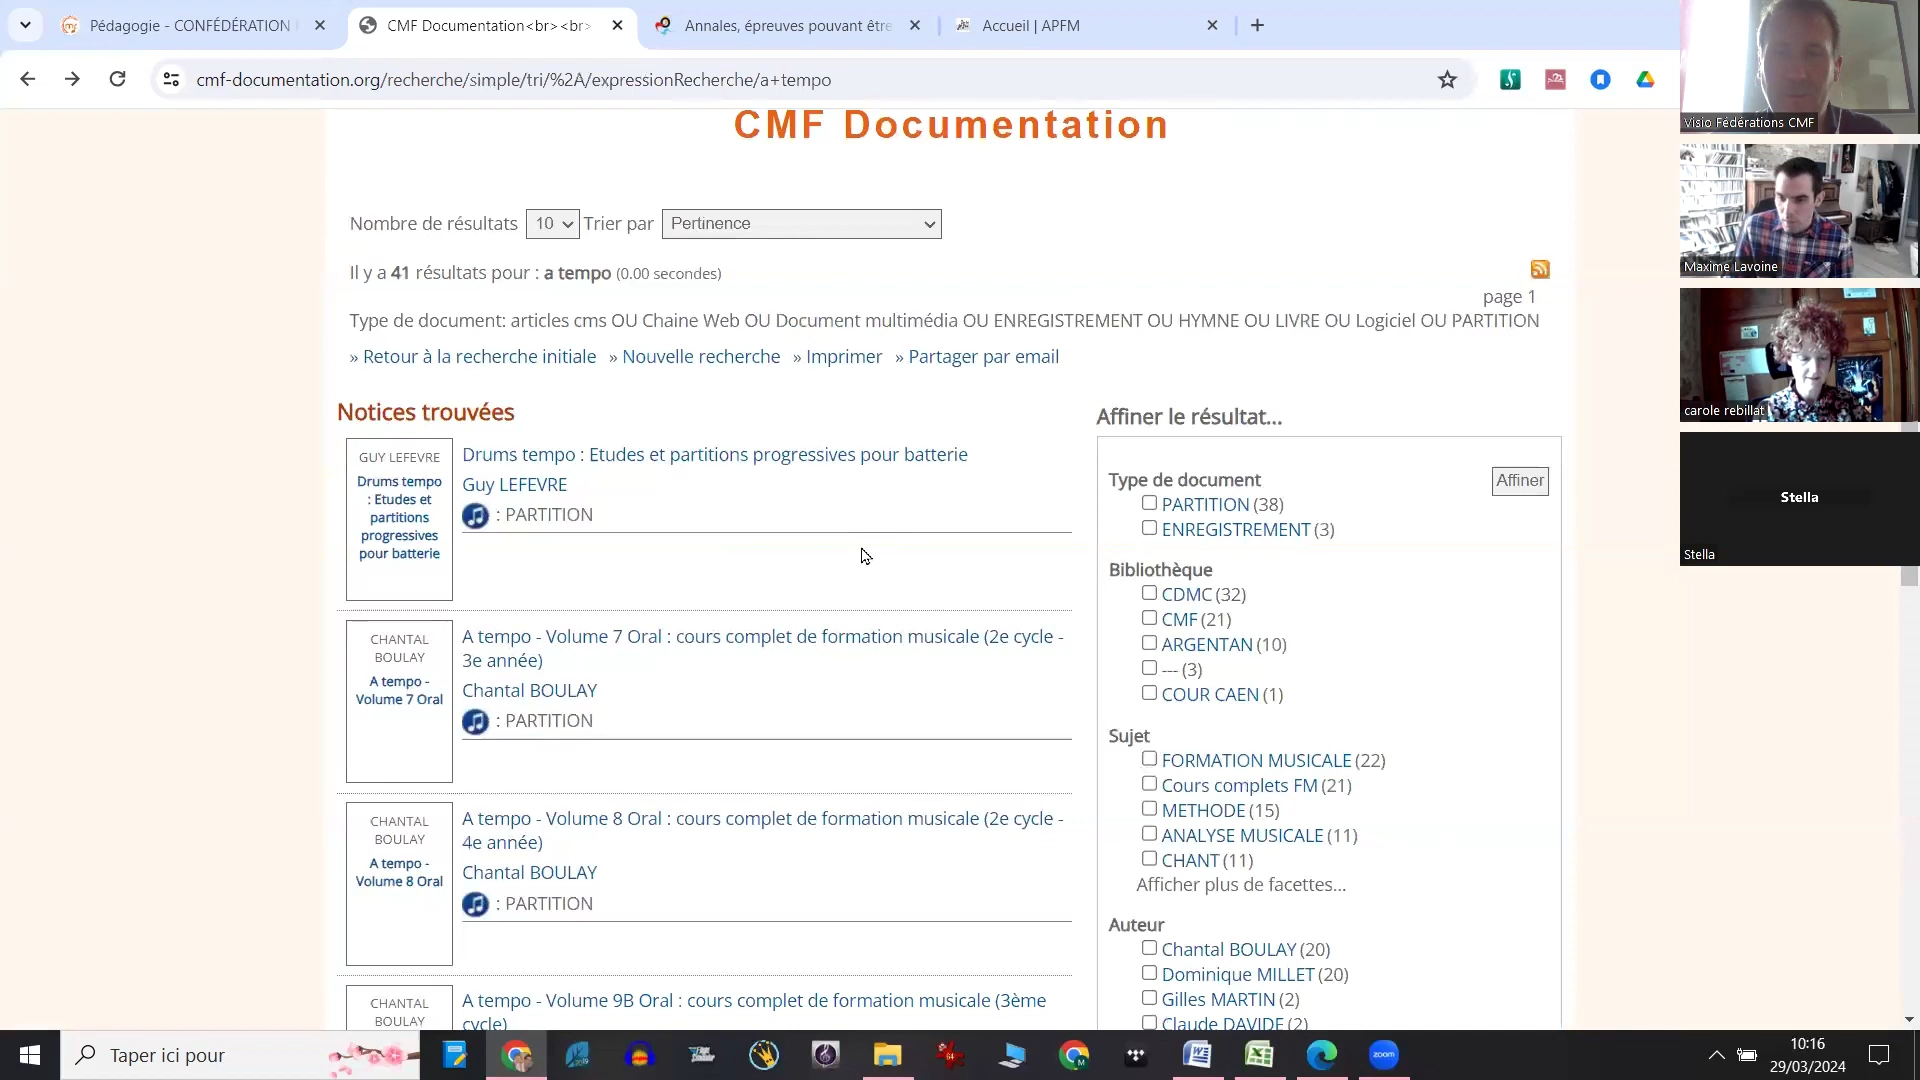 Pédagogie - CONFÉDÉRATION
CMF Documentation<br><br>
Annales, épreuves pouvant être
Accueil | APFM
cmf-documentation.org/recherche/simple/tri/%2A/expressionRecherche/a+tempo
CMF Documentation
Nombre de résultats 10 Trier par Pertinence
Il y a 41 résultats pour : a tempo (0.00 secondes)
page 1
Type de document: articles cms OU Chaine Web OU Document multimédia OU ENREGISTREMENT OU HYMNE OU LIVRE OU Logiciel OU PARTITION
» Retour à la recherche initiale » Nouvelle recherche » Imprimer » Partager par email
Notices trouvées
GUY LEFEVRE
Drums tempo
: Etudes et
partitions
progressives
pour batterie
Drums tempo : Etudes et partitions progressives pour batterie
Guy LEFEVRE
: PARTITION
CHANTAL
BOULAY
A tempo -
Volume 7 Oral
A tempo - Volume 7 Oral : cours complet de formation musicale (2e cycle -
3e année)
Chantal BOULAY
: PARTITION
CHANTAL
BOULAY
A tempo -
Volume 8 Oral
A tempo - Volume 8 Oral : cours complet de formation musicale (2e cycle -
4e année)
Chantal BOULAY
: PARTITION
CHANTAL
BOULAY
A tempo - Volume 9B Oral : cours complet de formation musicale (3ème
cycle)
Affiner le résultat...
Type de document
Affiner
PARTITION (38)
ENREGISTREMENT (3)
Bibliothèque
CDMC (32)
CMF (21)
ARGENTAN (10)
--- (3)
COUR CAEN (1)
Sujet
FORMATION MUSICALE (22)
Cours complets FM (21)
METHODE (15)
ANALYSE MUSICALE (11)
CHANT (11)
Afficher plus de facettes...
Auteur
Chantal BOULAY (20)
Dominique MILLET (20)
Gilles MARTIN (2)
Claude DAVIDE (2)
Visio Fédérations CMF
Maxime Lavoine
carole rebillat
Stella
Stella
Taper ici pour
64
zoom
10:16
29/03/2024